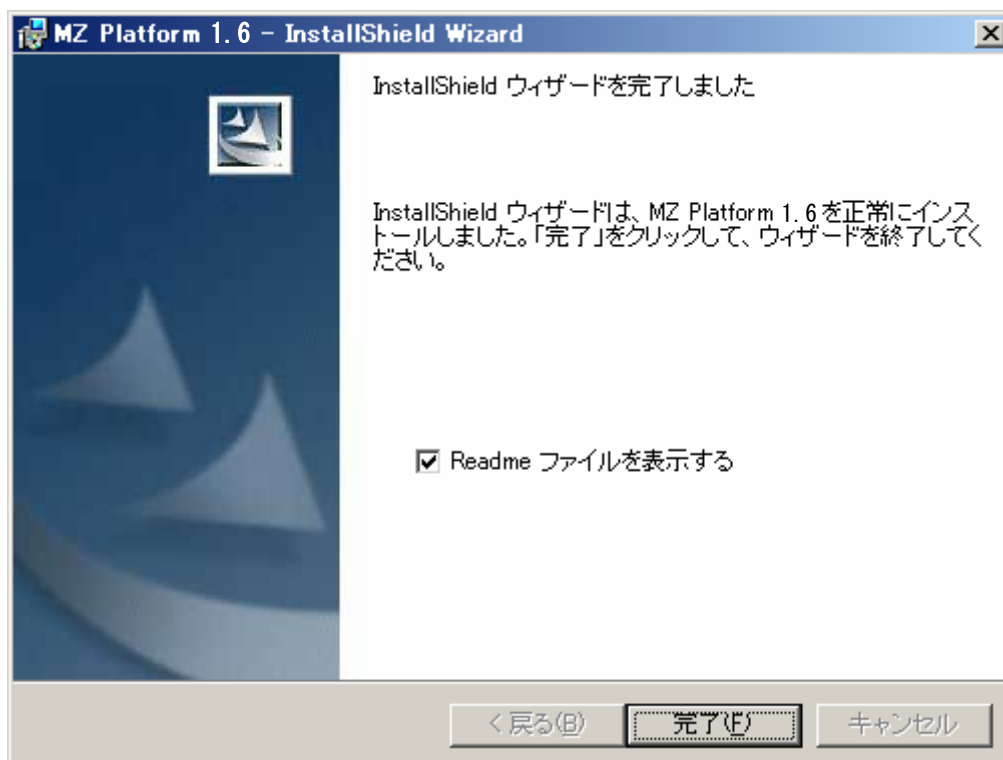 MZ Platform 1.6 - InstallShield Wizard
InstallShield ウィザードを完了しました
InstallShield ウィザードは、MZ Platform 1.6 を正常にインス
トールしました。「完了」をクリックして、ウィザードを終了してく
ださい。
Readme ファイルを表示する
< 戻る(B)
完了(F)
キャンセル